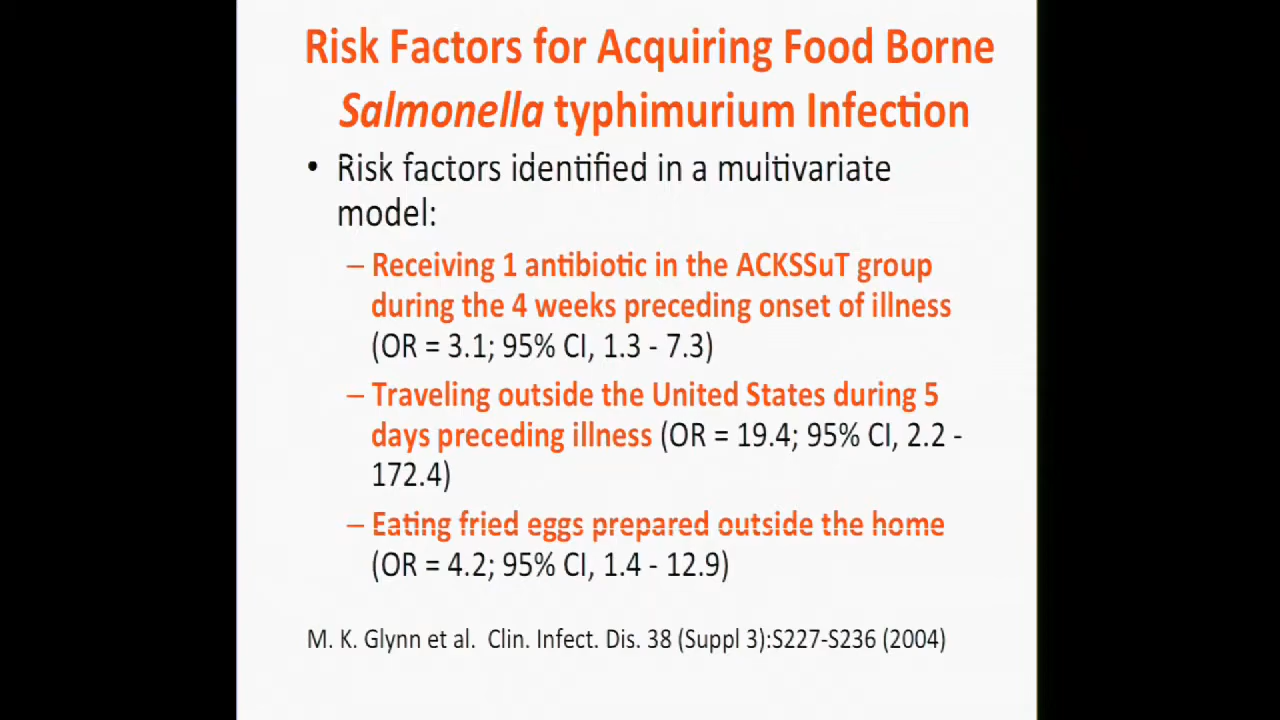 Risk Factors for Acquiring Food Borne
Salmonella typhimurium Infection
• Risk factors identified in a multivariate
model:
– Receiving 1 antibiotic in the ACKSSuT group
during the 4 weeks preceding onset of illness
(OR = 3.1; 95% CI, 1.3 - 7.3)
– Traveling outside the United States during 5
days preceding illness (OR = 19.4; 95% CI, 2.2 -
172.4)
– Eating fried eggs prepared outside the home
(OR = 4.2; 95% CI, 1.4 - 12.9)
M. K. Glynn et al. Clin. Infect. Dis. 38 (Suppl 3):S227-S236 (2004)